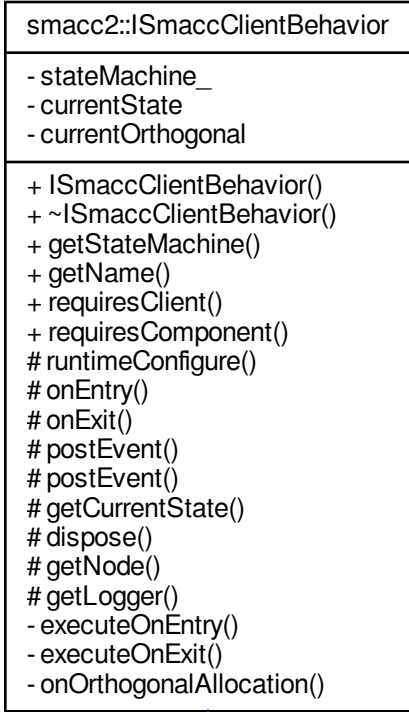 smacc2::ISmaccClientBehavior
- stateMachine_
- currentState
- currentOrthogonal
+ ISmaccClientBehavior()
+ ~ISmaccClientBehavior()
+ getStateMachine()
+ getName()
+ requiresClient()
+ requiresComponent()
# runtimeConfigure()
# onEntry()
# onExit()
# postEvent()
# postEvent()
# getCurrentState()
# dispose()
# getNode()
# getLogger()
- executeOnEntry()
- executeOnExit()
- onOrthogonalAllocation()